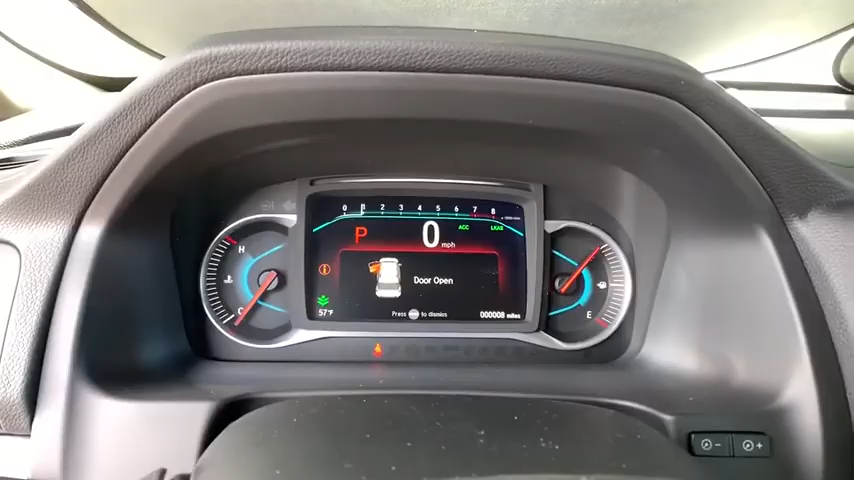 0 1 2 3 4 5 6 7 8
P 0 mph ACC LKAS
H
C
Door Open
E
57°F
Press to dismiss
000008 miles
- +